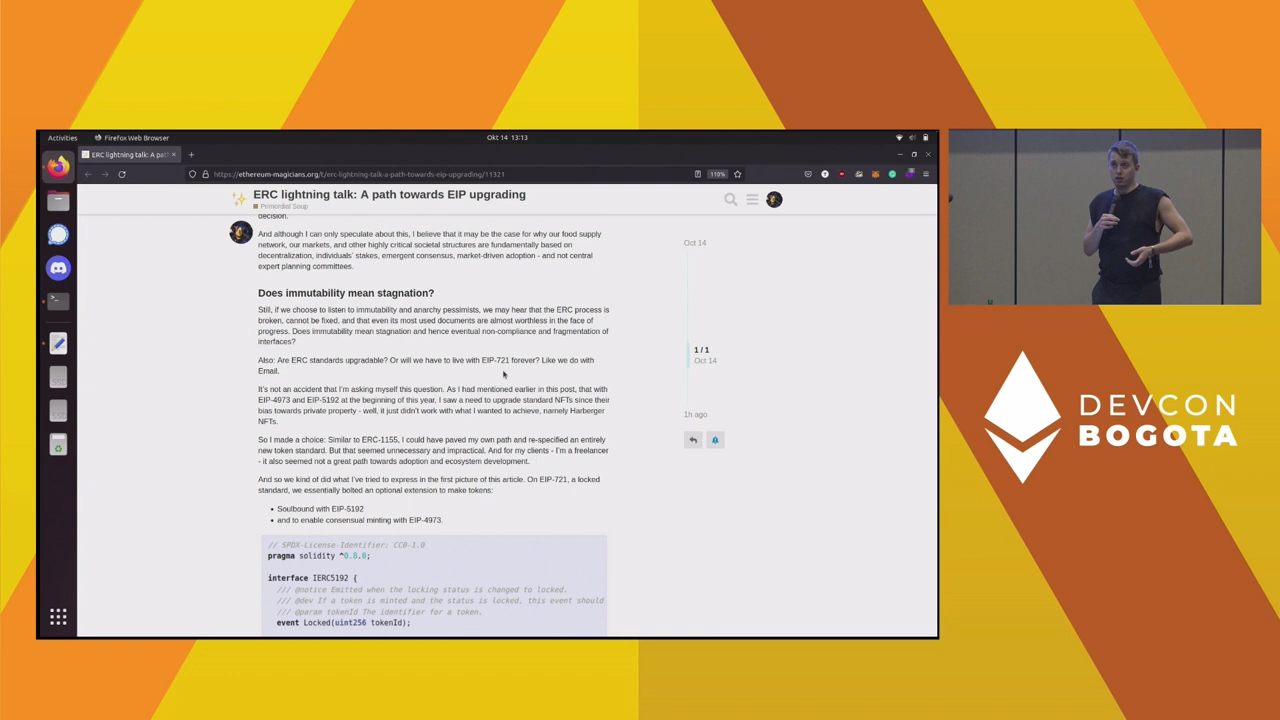 Activities
Firefox Web Browser
Okt 14 13:13
ERC lightning talk: A pat
https://ethereum-magicians.org/t/erc-lightning-talk-a-path-towards-eip-upgrading/11321
110%
ERC lightning talk: A path towards EIP upgrading
Primordial Soup
decision.
And although I can only speculate about this, I believe that it may be the case for why our food supply
network, our markets, and other highly critical societal structures are fundamentally based on
decentralization, individuals' stakes, emergent consensus, market-driven adoption - and not central
expert planning committees.
Does immutability mean stagnation?
Still, if we choose to listen to immutability and anarchy pessimists, we may hear that the ERC process is
broken, cannot be fixed, and that even its most used documents are almost worthless in the face of
progress. Does immutability mean stagnation and hence eventual non-compliance and fragmentation of
interfaces?
Also: Are ERC standards upgradable? Or will we have to live with EIP-721 forever? Like we do with
Email.
It's not an accident that I'm asking myself this question. As I had mentioned earlier in this post, that with
EIP-4973 and EIP-5192 at the beginning of this year, I saw a need to upgrade standard NFTs since their
bias towards private property - well, it just didn't work with what I wanted to achieve, namely Harberger
NFTs.
So I made a choice: Similar to ERC-1155, I could have paved my own path and re-specified an entirely
new token standard. But that seemed unnecessary and impractical. And for my clients - I'm a freelancer
- it also seemed not a great path towards adoption and ecosystem development.
And so we kind of did what I've tried to express in the first picture of this article. On EIP-721, a locked
standard, we essentially bolted an optional extension to make tokens:
• Soulbound with EIP-5192
• and to enable consensual minting with EIP-4973.
// SPDX-License-Identifier: CC0-1.0
pragma solidity ^0.8.0;
interface IERC5192 {
/// @notice Emitted when the locking status is changed to locked.
/// @dev If a token is minted and the status is locked, this event should
/// @param tokenId The identifier for a token.
event Locked(uint256 tokenId);
Oct 14
1 / 1
Oct 14
1h ago
DEVCON
BOGOTA